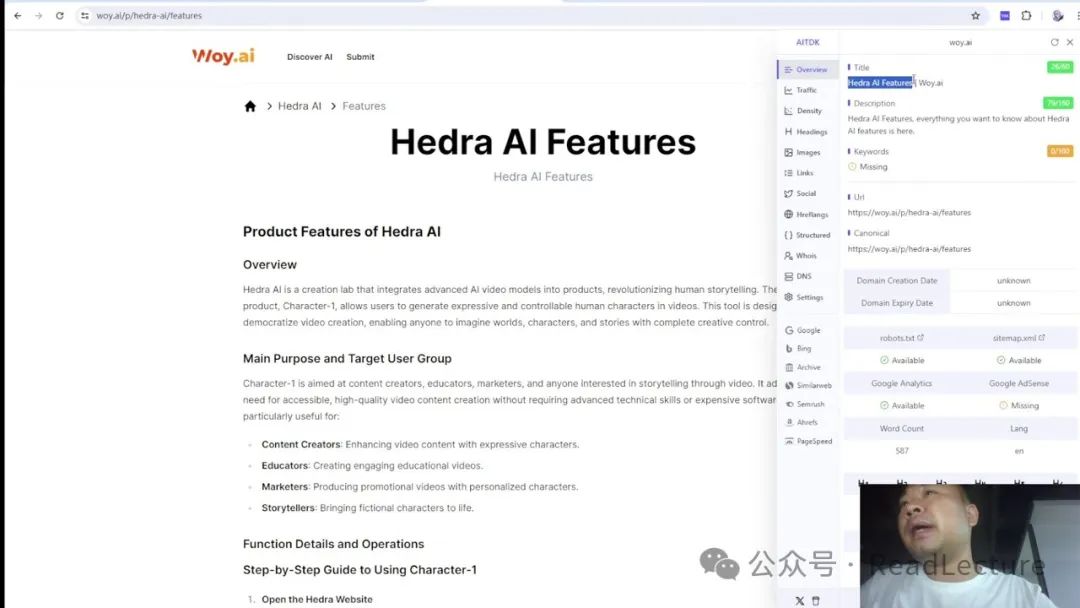 woy.ai/p/hedra-ai/features
Woy.ai
Discover AI
Submit
Hedra AI
Features
Hedra AI Features
Hedra AI Features
Product Features of Hedra AI
Overview
Hedra AI is a creation lab that integrates advanced AI video models into products, revolutionizing human storytelling. The
product, Character-1, allows users to generate expressive and controllable human characters in videos. This tool is desig
democratize video creation, enabling anyone to imagine worlds, characters, and stories with complete creative control.
Main Purpose and Target User Group
Character-1 is aimed at content creators, educators, marketers, and anyone interested in storytelling through video. It ad
need for accessible, high-quality video content creation without requiring advanced technical skills or expensive softwar
particularly useful for:
Content Creators: Enhancing video content with expressive characters.
Educators: Creating engaging educational videos.
Marketers: Producing promotional videos with personalized characters.
Storytellers: Bringing fictional characters to life.
Function Details and Operations
Step-by-Step Guide to Using Character-1
1. Open the Hedra Website
AITDK
Overview
Traffic
Density
Headings
Images
Links
Social
Hreflangs
Structured
Whois
DNS
Settings
Google
Bing
Archive
Similarweb
Semrush
Ahrefs
PageSpeed
woy.ai
Title
26/60
Hedra AI Features | Woy.ai
Description
79/160
Hedra AI Features, everything you want to know about Hedra
AI features is here.
Keywords
0/100
Missing
Url
https://woy.ai/p/hedra-ai/features
Canonical
https://woy.ai/p/hedra-ai/features
Domain Creation Date
unknown
Domain Expiry Date
unknown
robots.txt
sitemap.xml
Available
Available
Google Analytics
Google AdSense
Available
Missing
Word Count
Lang
587
en
公众号 · ReadLecture